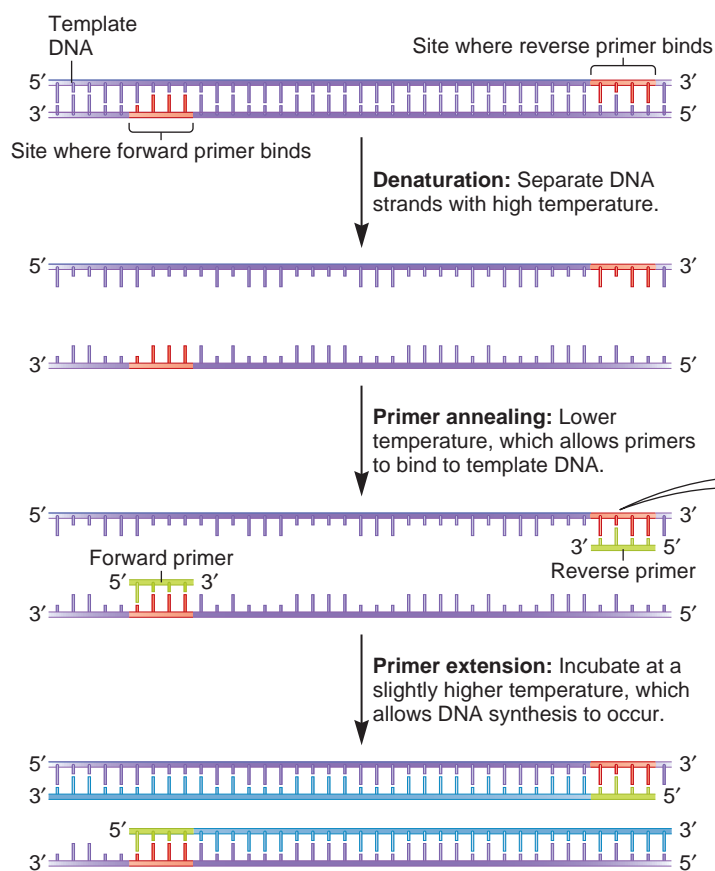 Template
DNA
Site where reverse primer binds
5′ 3′
3′ 5′
Site where forward primer binds
Denaturation: Separate DNA
strands with high temperature.
5′ 3′
3′ 5′
Primer annealing: Lower
temperature, which allows primers
to bind to template DNA.
5′ 3′
3′ 5′
Forward primer
Reverse primer
5′ 3′
3′ 5′
Primer extension: Incubate at a
slightly higher temperature, which
allows DNA synthesis to occur.
5′ 3′
3′ 5′
5′ 3′
3′ 5′